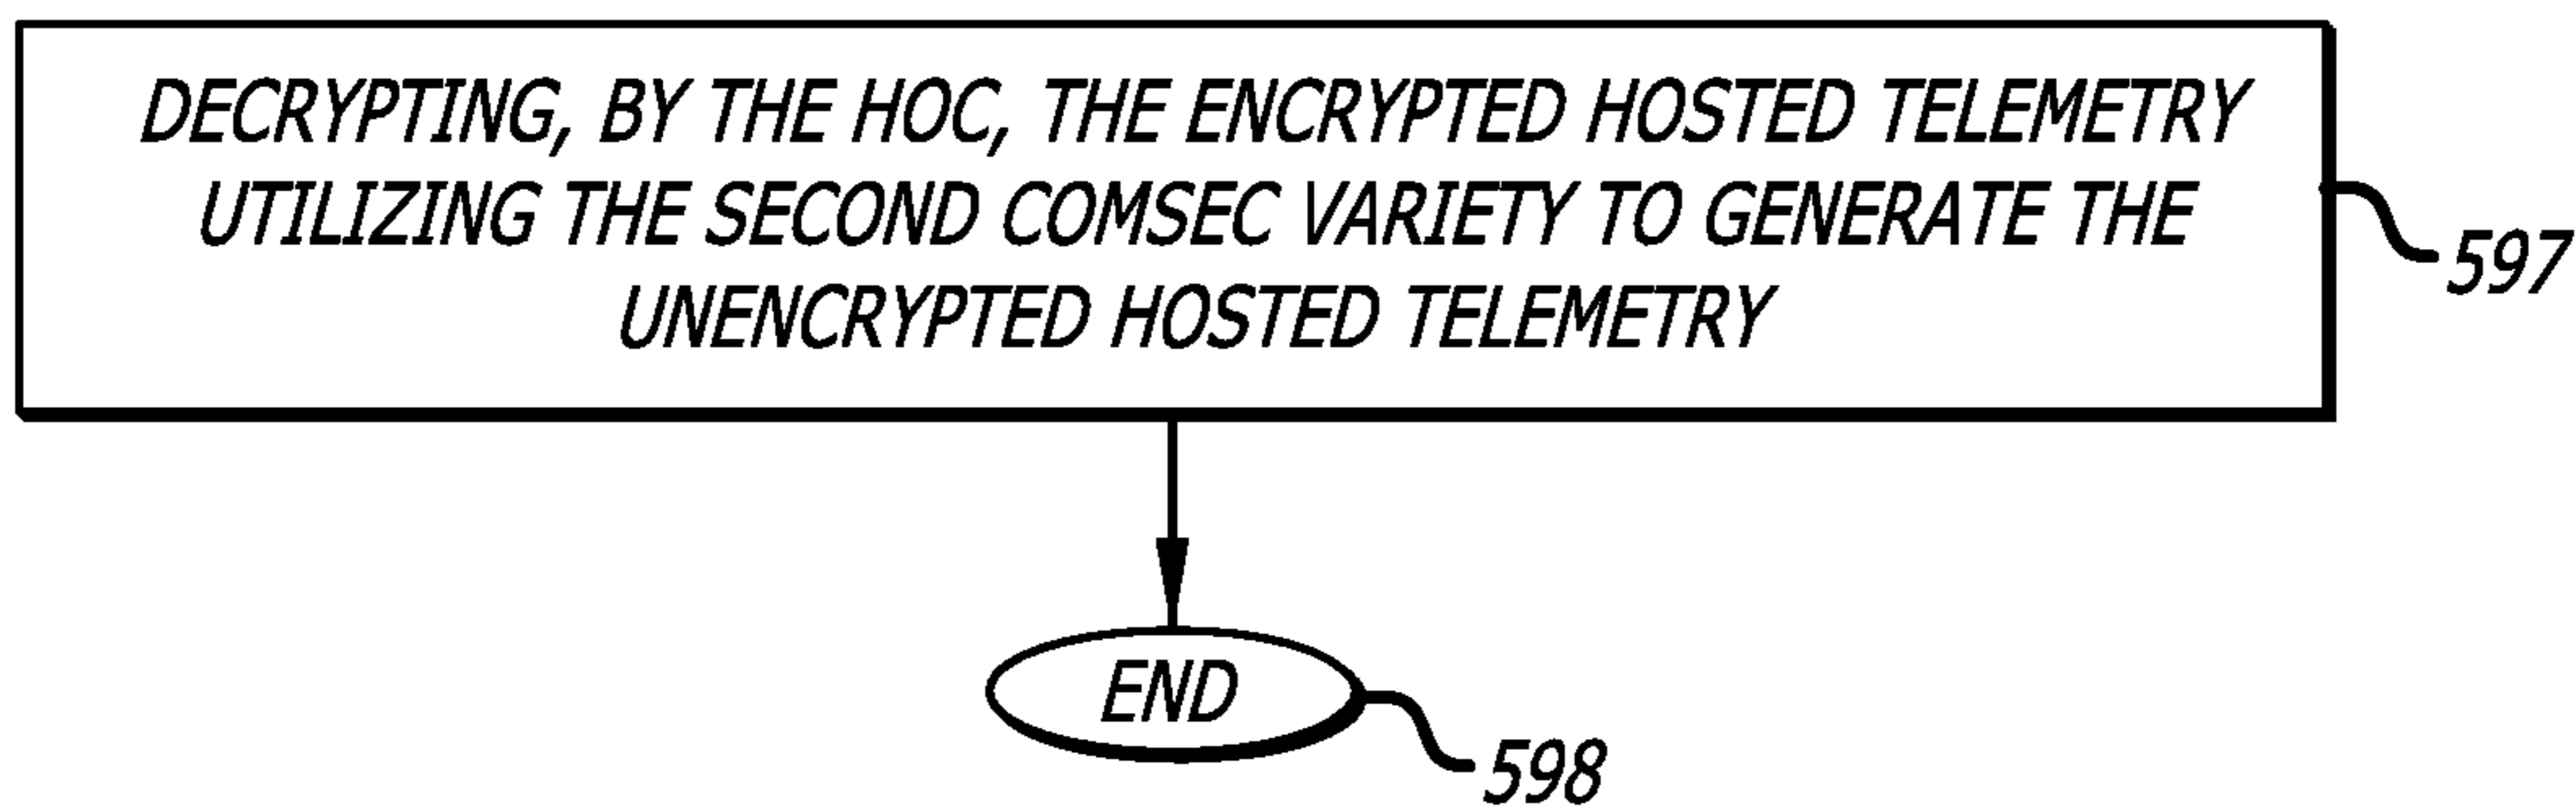 DECRYPTING, BY THE HOC, THE ENCRYPTED HOSTED TELEMETRY
UTILIZING THE SECOND COMSEC VARIETY TO GENERATE THE
UNENCRYPTED HOSTED TELEMETRY
597
END
598